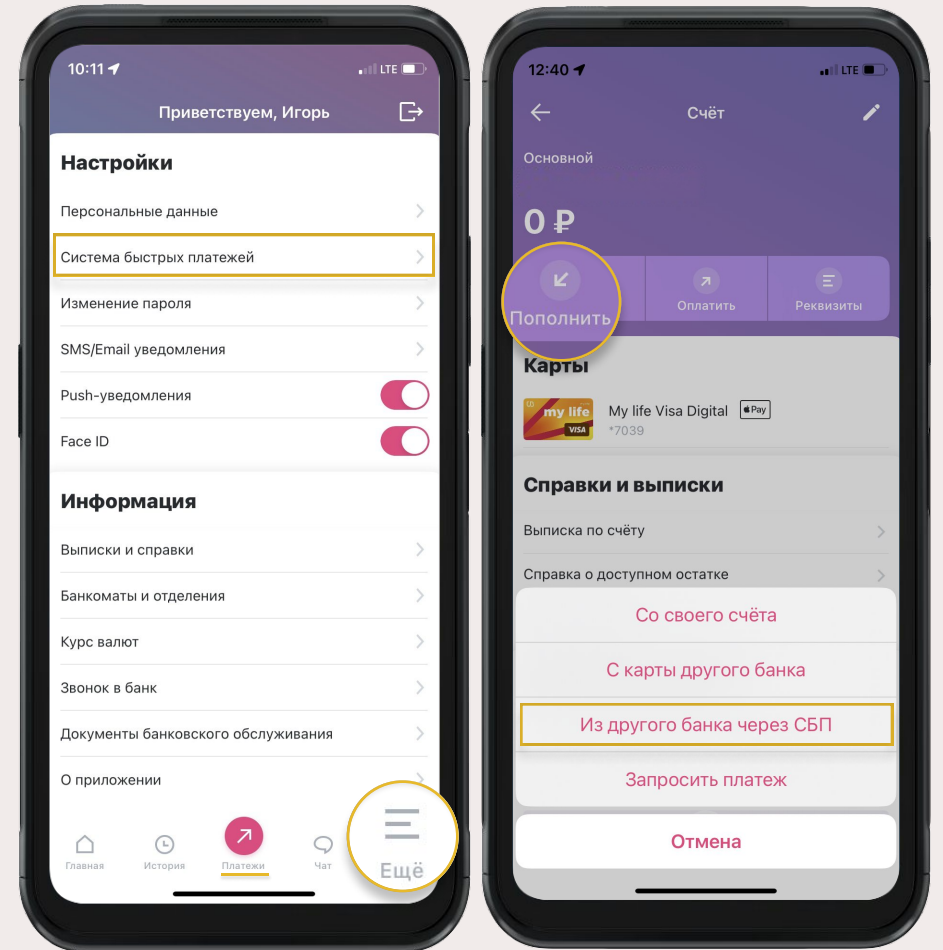 10:11
LTE
Приветствуем, Игорь
Настройки
Персональные данные
Система быстрых платежей
Изменение пароля
SMS/Email уведомления
Push-уведомления
Face ID
Информация
Выписки и справки
Банкоматы и отделения
Курс валют
Звонок в банк
Документы банковского обслуживания
О приложении
Главная
История
Платежи
Чат
Ещё
12:40
LTE
Счёт
Основной
0 ₽
Пополнить
Оплатить
Реквизиты
Карты
my life
VISA
My life Visa Digital
Pay
*7039
Справки и выписки
Выписка по счёту
Справка о доступном остатке
Со своего счёта
С карты другого банка
Из другого банка через СБП
Запросить платеж
Отмена